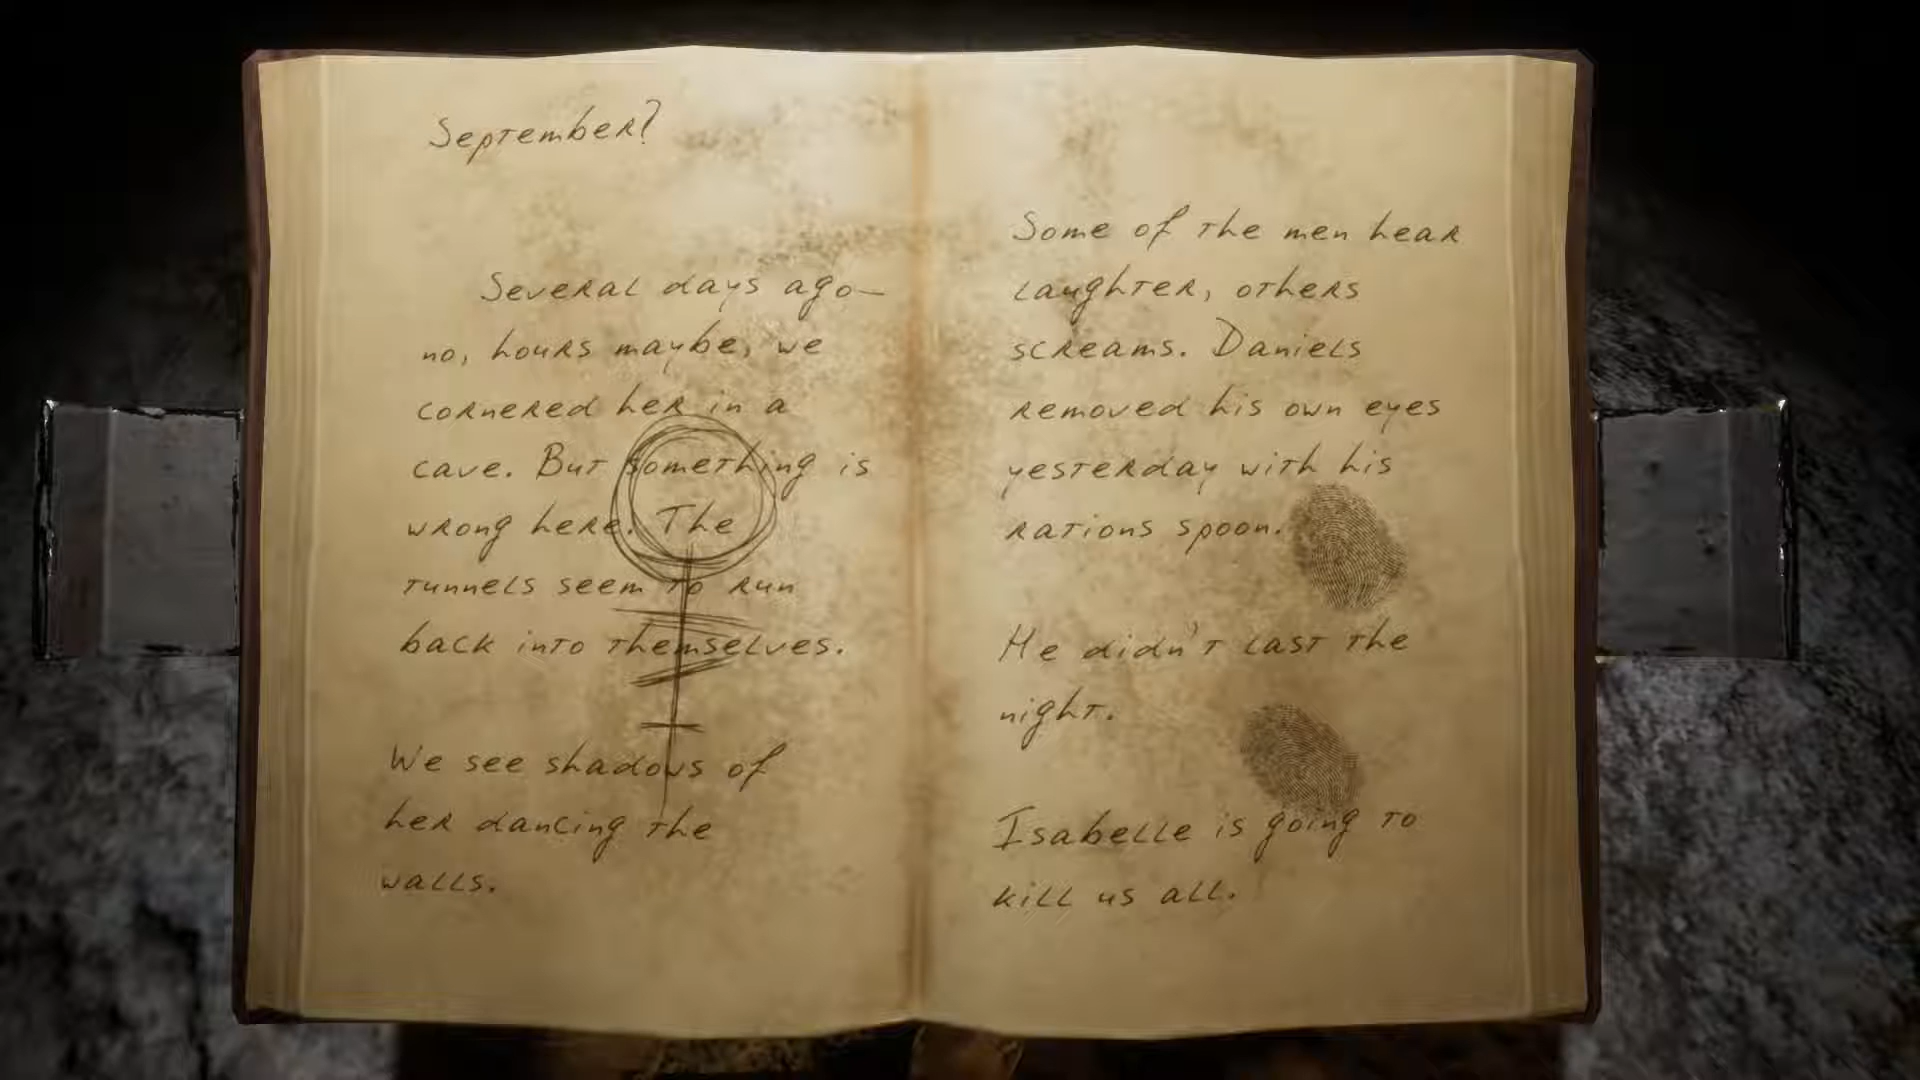 September?
Several days ago—
no, hours maybe, we
cornered her in a
cave. But something is
wrong here. The
tunnels seem to run
back into themselves.
We see shadows of
her dancing the
walls.
Some of the men hear
laughter, others
screams. Daniels
removed his own eyes
yesterday with his
rations spoon.
He didn't last the
night.
Isabelle is going to
kill us all.